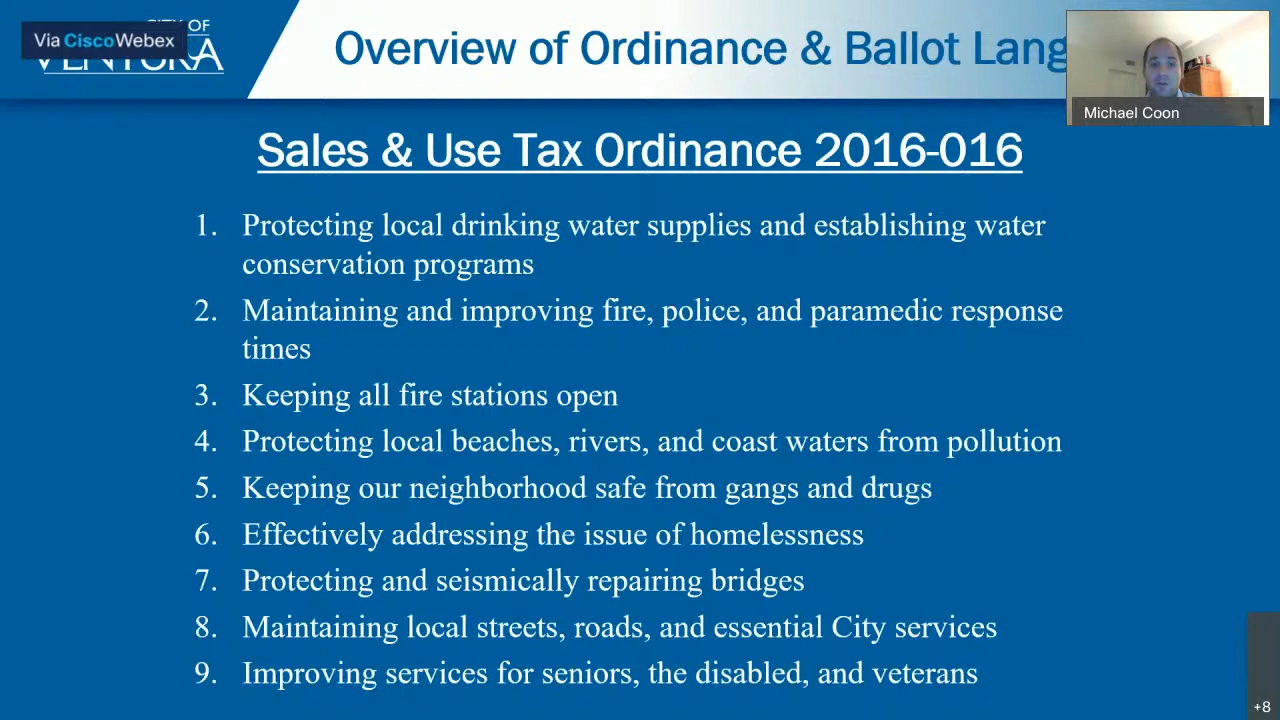 CITY OF
Via CiscoWebex
VENTURA
Overview of Ordinance & Ballot Lang
Michael Coon
Sales & Use Tax Ordinance 2016-016
1. Protecting local drinking water supplies and establishing water
conservation programs
2. Maintaining and improving fire, police, and paramedic response
times
3. Keeping all fire stations open
4. Protecting local beaches, rivers, and coast waters from pollution
5. Keeping our neighborhood safe from gangs and drugs
6. Effectively addressing the issue of homelessness
7. Protecting and seismically repairing bridges
8. Maintaining local streets, roads, and essential City services
9. Improving services for seniors, the disabled, and veterans
+8